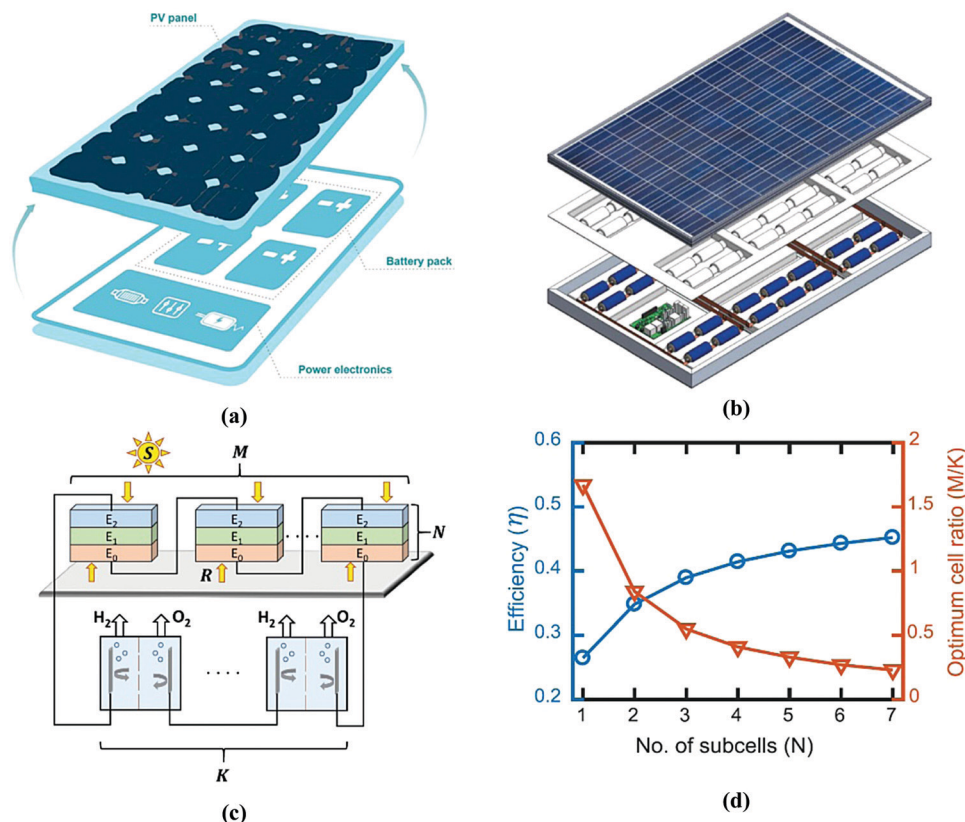 PV panel
Battery pack
Power electronics
(a)
(b)
S
M
E₂
E₁
E₀
E₂
E₁
E₀
E₂
E₁
E₀
N
R
H₂
O₂
H₂
O₂
K
(c)
0.6
0.5
0.4
0.3
0.2
Efficiency (η)
2
1.5
1
0.5
0
Optimum cell ratio (M/K)
1 2 3 4 5 6 7
No. of subcells (N)
(d)